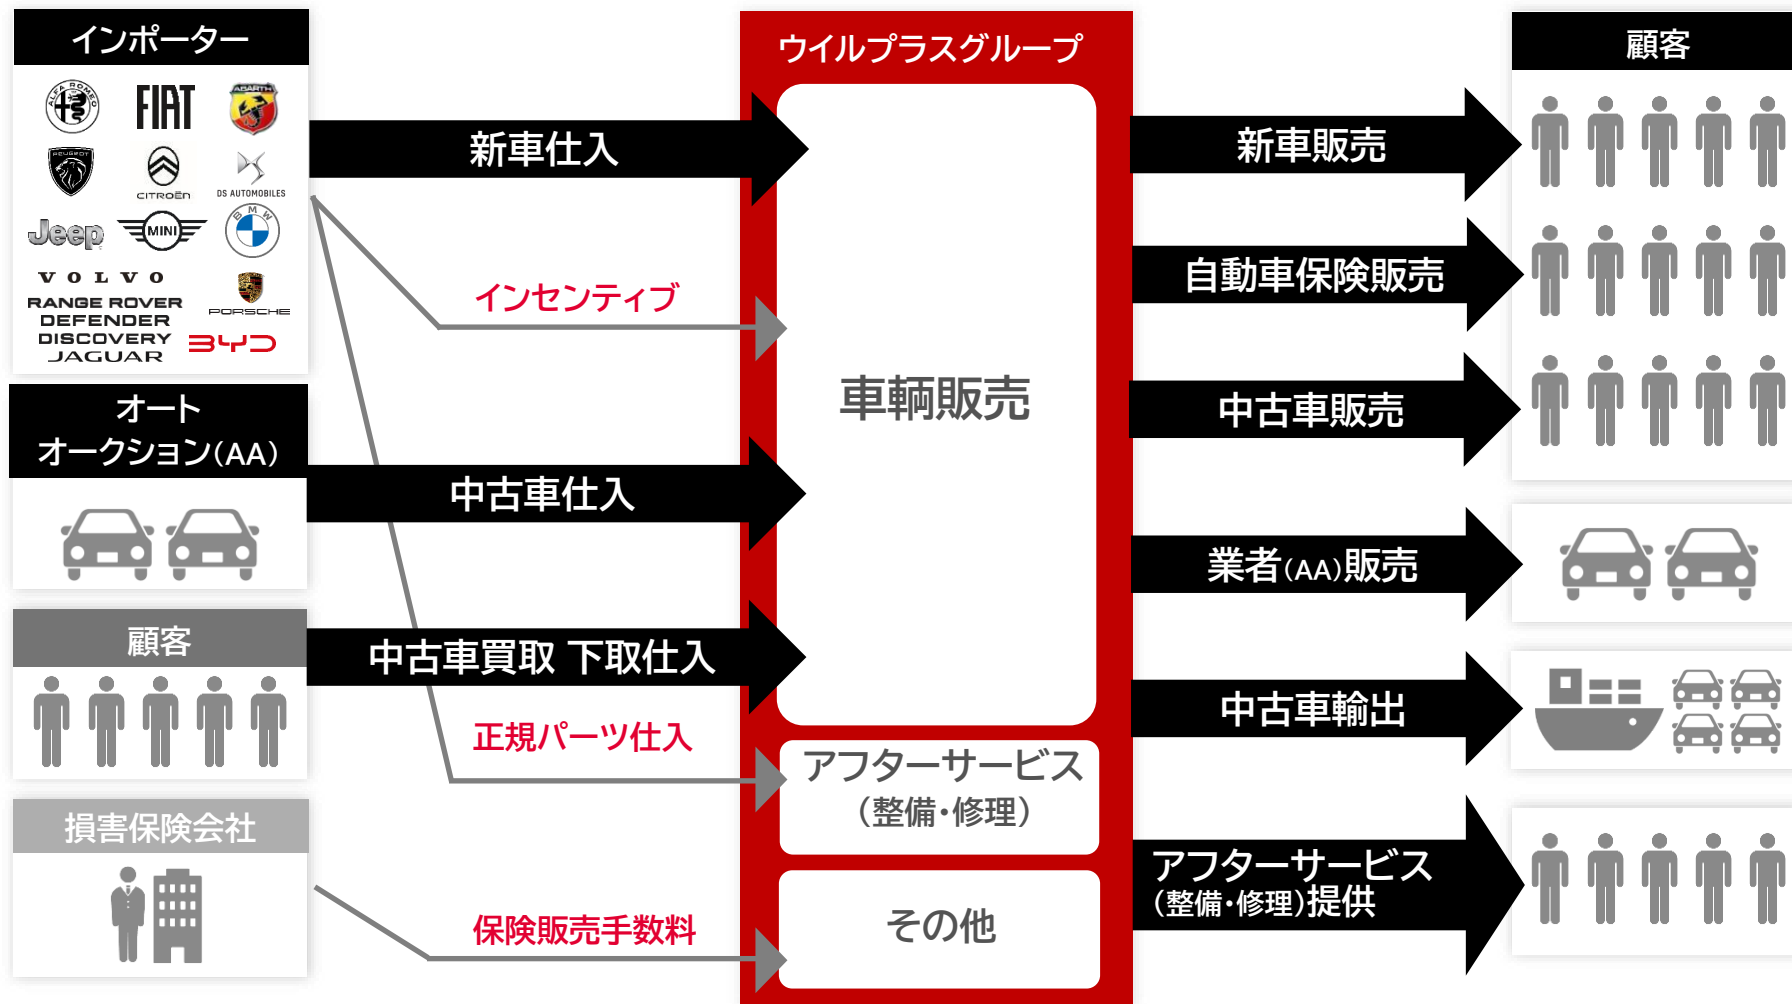 インポーター
ALFA ROMEO
FIAT
ABARTH
PEUGEOT
CITROËN
DS AUTOMOBILES
Jeep
MINI
BMW
VOLVO
PORSCHE
RANGE ROVER
DEFENDER
DISCOVERY
JAGUAR
BYD
オート
オークション(AA)
顧客
損害保険会社
新車仕入
インセンティブ
中古車仕入
中古車買取 下取仕入
正規パーツ仕入
保険販売手数料
ウイルプラスグループ
車輌販売
アフターサービス
(整備・修理)
その他
新車販売
自動車保険販売
中古車販売
業者(AA)販売
中古車輸出
アフターサービス
(整備・修理)提供
顧客